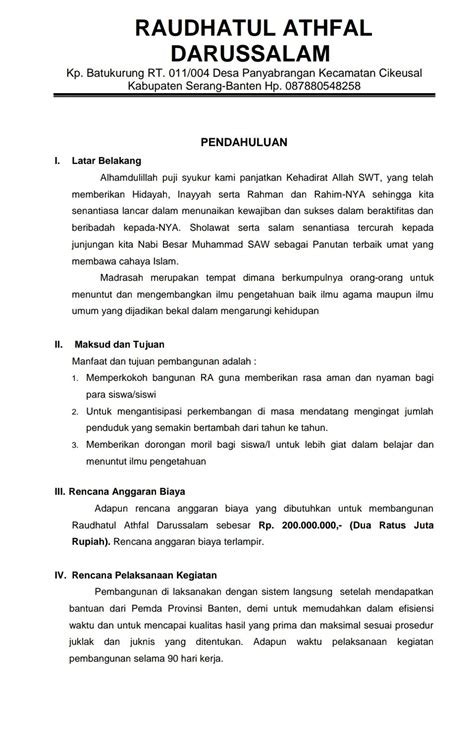 RAUDHATUL ATHFAL
DARUSSALAM
Kp. Batukurung RT. 011/004 Desa Panyabrangan Kecamatan Cikeusal
Kabupaten Serang-Banten Hp. 087880548258
PENDAHULUAN
I. Latar Belakang
Alhamdulillah puji syukur kami panjatkan Kehadirat Allah SWT, yang telah
memberikan Hidayah, Inayyah serta Rahman dan Rahim-NYA sehingga kita
senantiasa lancar dalam menunaikan kewajiban dan sukses dalam beraktifitas dan
beribadah kepada-NYA. Sholawat serta salam senantiasa tercurah kepada
junjungan kita Nabi Besar Muhammad SAW sebagai Panutan terbaik umat yang
membawa cahaya Islam.
Madrasah merupakan tempat dimana berkumpulnya orang-orang untuk
menuntut dan mengembangkan ilmu pengetahuan baik ilmu agama maupun ilmu
umum yang dijadikan bekal dalam mengarungi kehidupan
II. Maksud dan Tujuan
Manfaat dan tujuan pembangunan adalah :
1. Memperkokoh bangunan RA guna memberikan rasa aman dan nyaman bagi
para siswa/siswi
2. Untuk mengantisipasi perkembangan di masa mendatang mengingat jumlah
penduduk yang semakin bertambah dari tahun ke tahun.
3. Memberikan dorongan moril bagi siswa/I untuk lebih giat dalam belajar dan
menuntut ilmu pengetahuan
III. Rencana Anggaran Biaya
Adapun rencana anggaran biaya yang dibutuhkan untuk membangunan
Raudhatul Athfal Darussalam sebesar Rp. 200.000.000,- (Dua Ratus Juta
Rupiah). Rencana anggaran biaya terlampir.
IV. Rencana Pelaksanaan Kegiatan
Pembangunan di laksanakan dengan sistem langsung setelah mendapatkan
bantuan dari Pemda Provinsi Banten, demi untuk memudahkan dalam efisiensi
waktu dan untuk mencapai kualitas hasil yang prima dan maksimal sesuai prosedur
juklak dan juknis yang ditentukan. Adapun waktu pelaksanaan kegiatan
pembangunan selama 90 hari kerja.